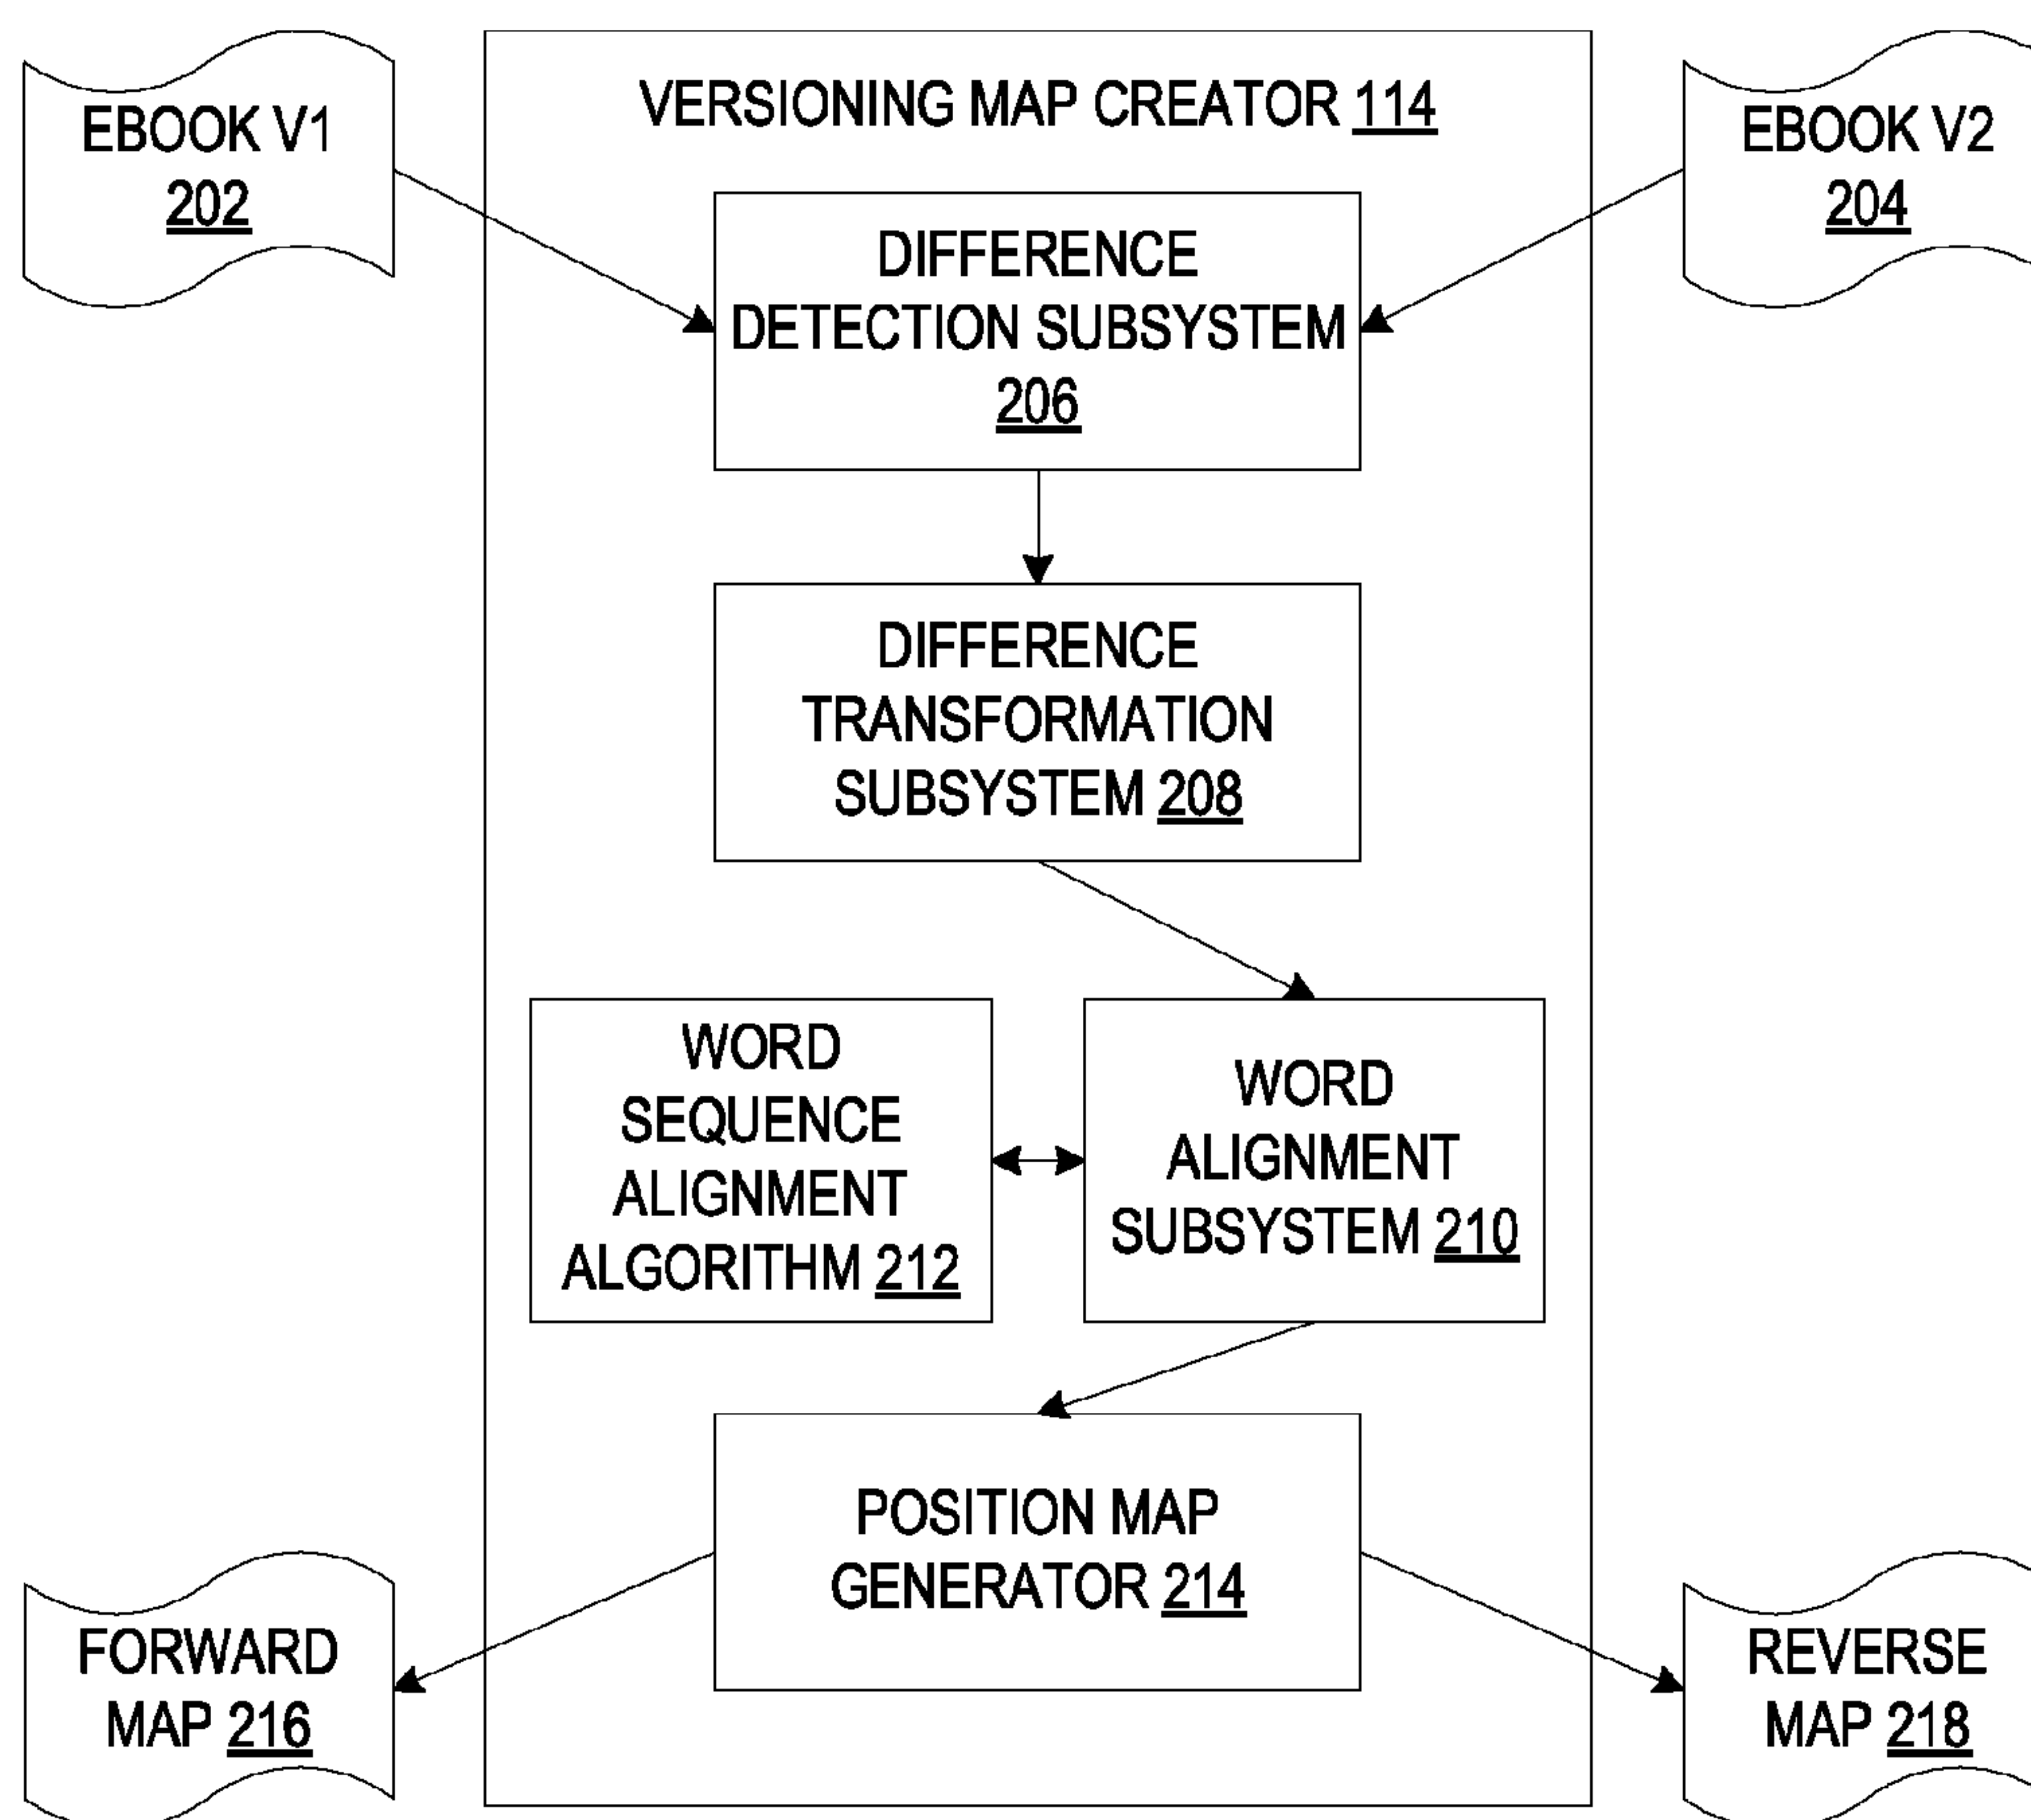 EBOOK V1
202
VERSIONING MAP CREATOR 114
EBOOK V2
204
DIFFERENCE
DETECTION SUBSYSTEM
206
DIFFERENCE
TRANSFORMATION
SUBSYSTEM 208
WORD
SEQUENCE
ALIGNMENT
ALGORITHM 212
WORD
ALIGNMENT
SUBSYSTEM 210
POSITION MAP
GENERATOR 214
FORWARD
MAP 216
REVERSE
MAP 218